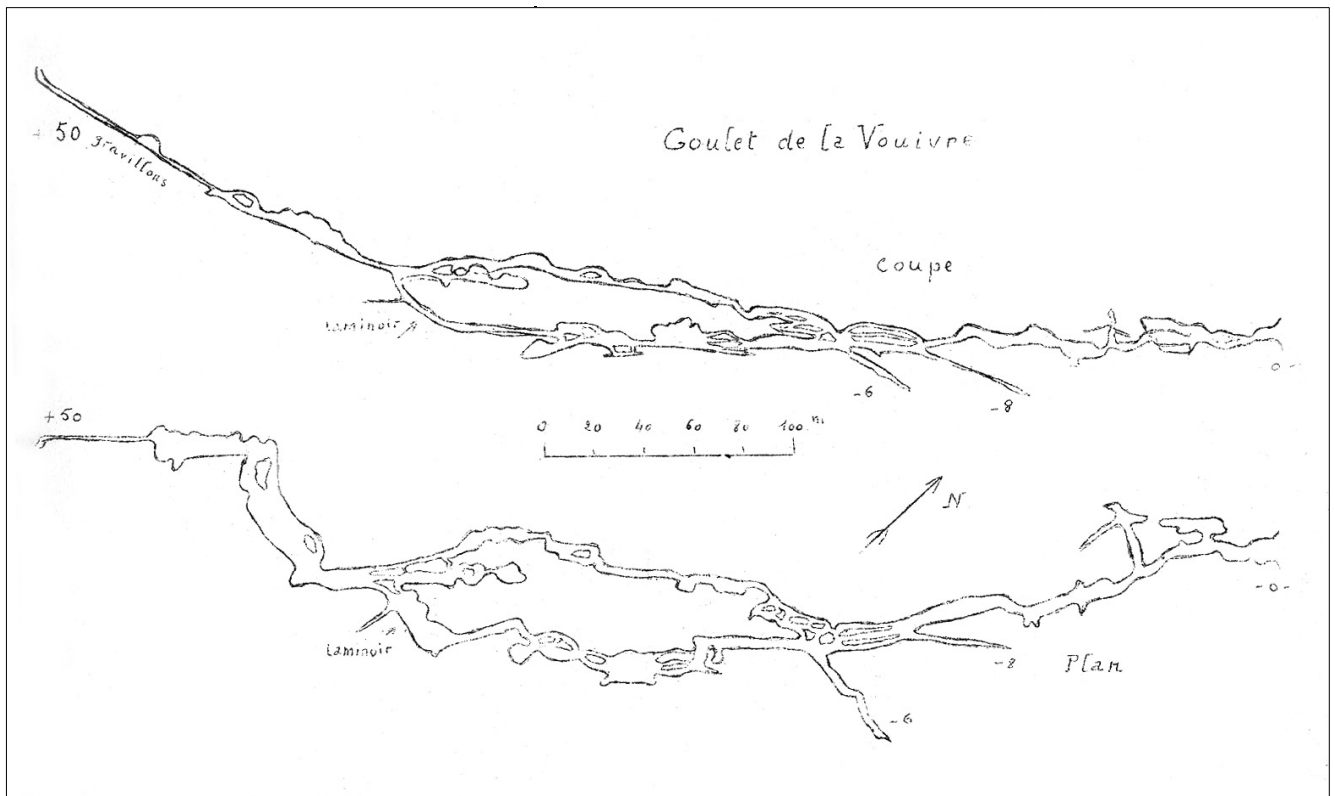 Goulet de la Vouivre
+ 50 gravillons
coupe
laminoir
- 6
- 8
- 0 -
+ 50
0 20 40 60 80 100 m
N
laminoir
- 0 -
- 8
Plan
- 6